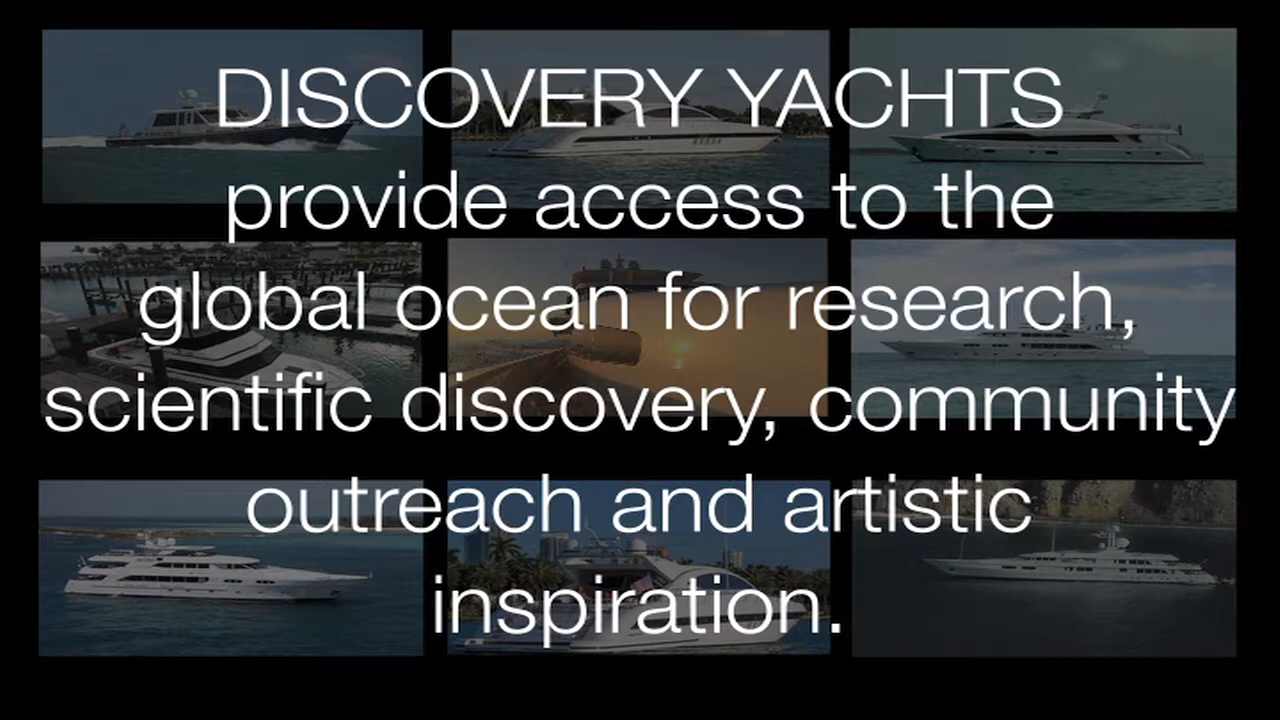 DISCOVERY YACHTS
provide access to the
global ocean for research,
scientific discovery, community
outreach and artistic
inspiration.